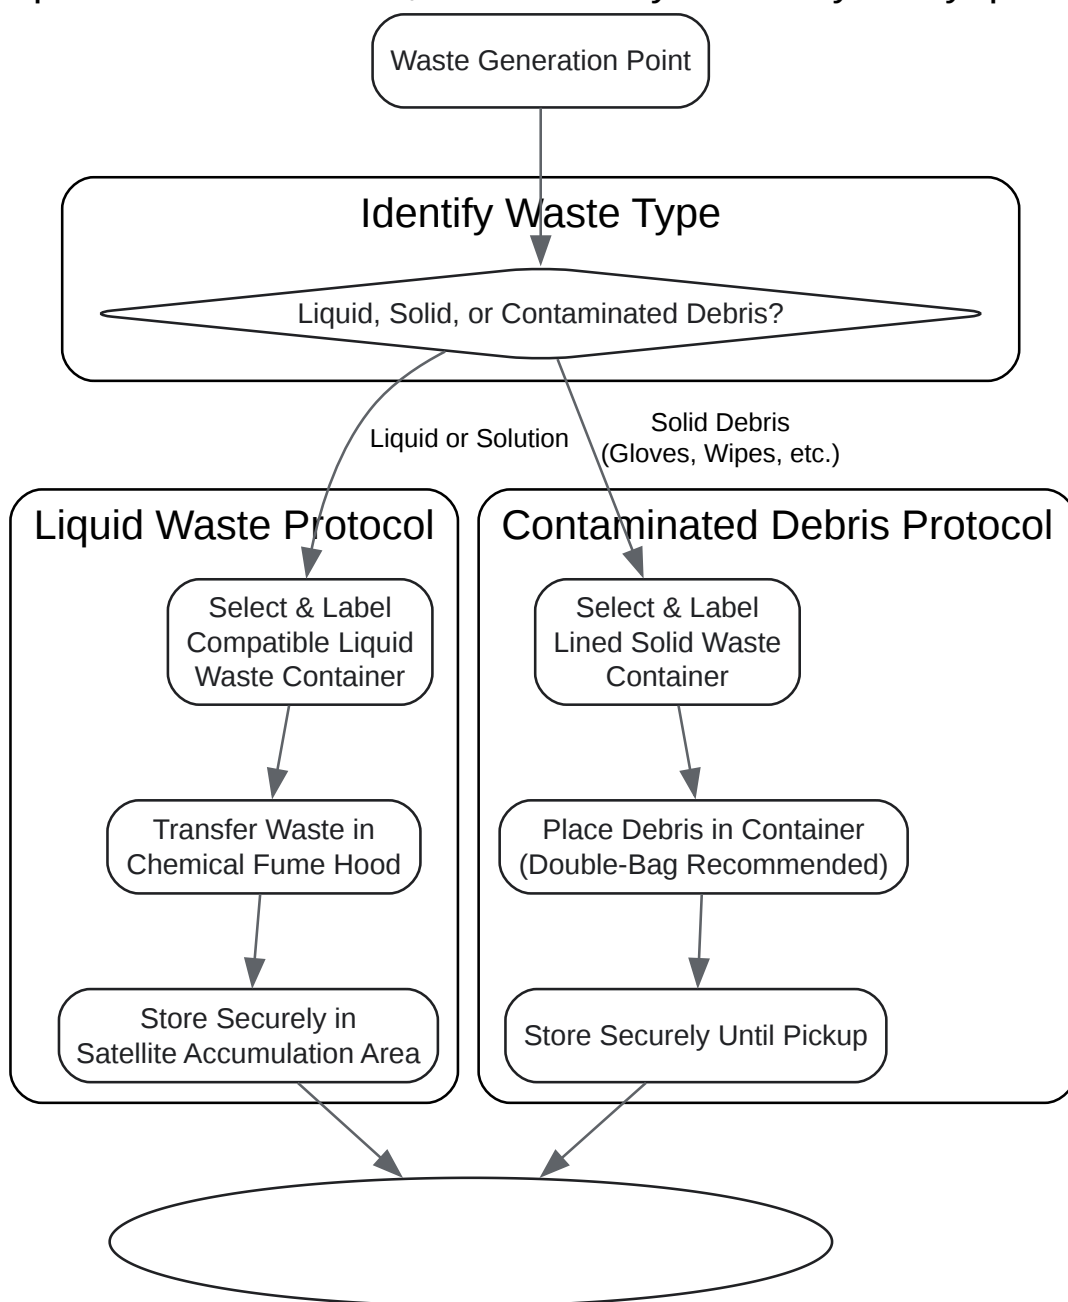 Waste Generation Point
Identify Waste Type
Liquid, Solid, or Contaminated Debris?
Liquid or Solution
Solid Debris
(Gloves, Wipes, etc.)
Liquid Waste Protocol
Select & Label
Compatible Liquid
Waste Container
Transfer Waste in
Chemical Fume Hood
Store Securely in
Satellite Accumulation Area
Contaminated Debris Protocol
Select & Label
Lined Solid Waste
Container
Place Debris in Container
(Double-Bag Recommended)
Store Securely Until Pickup